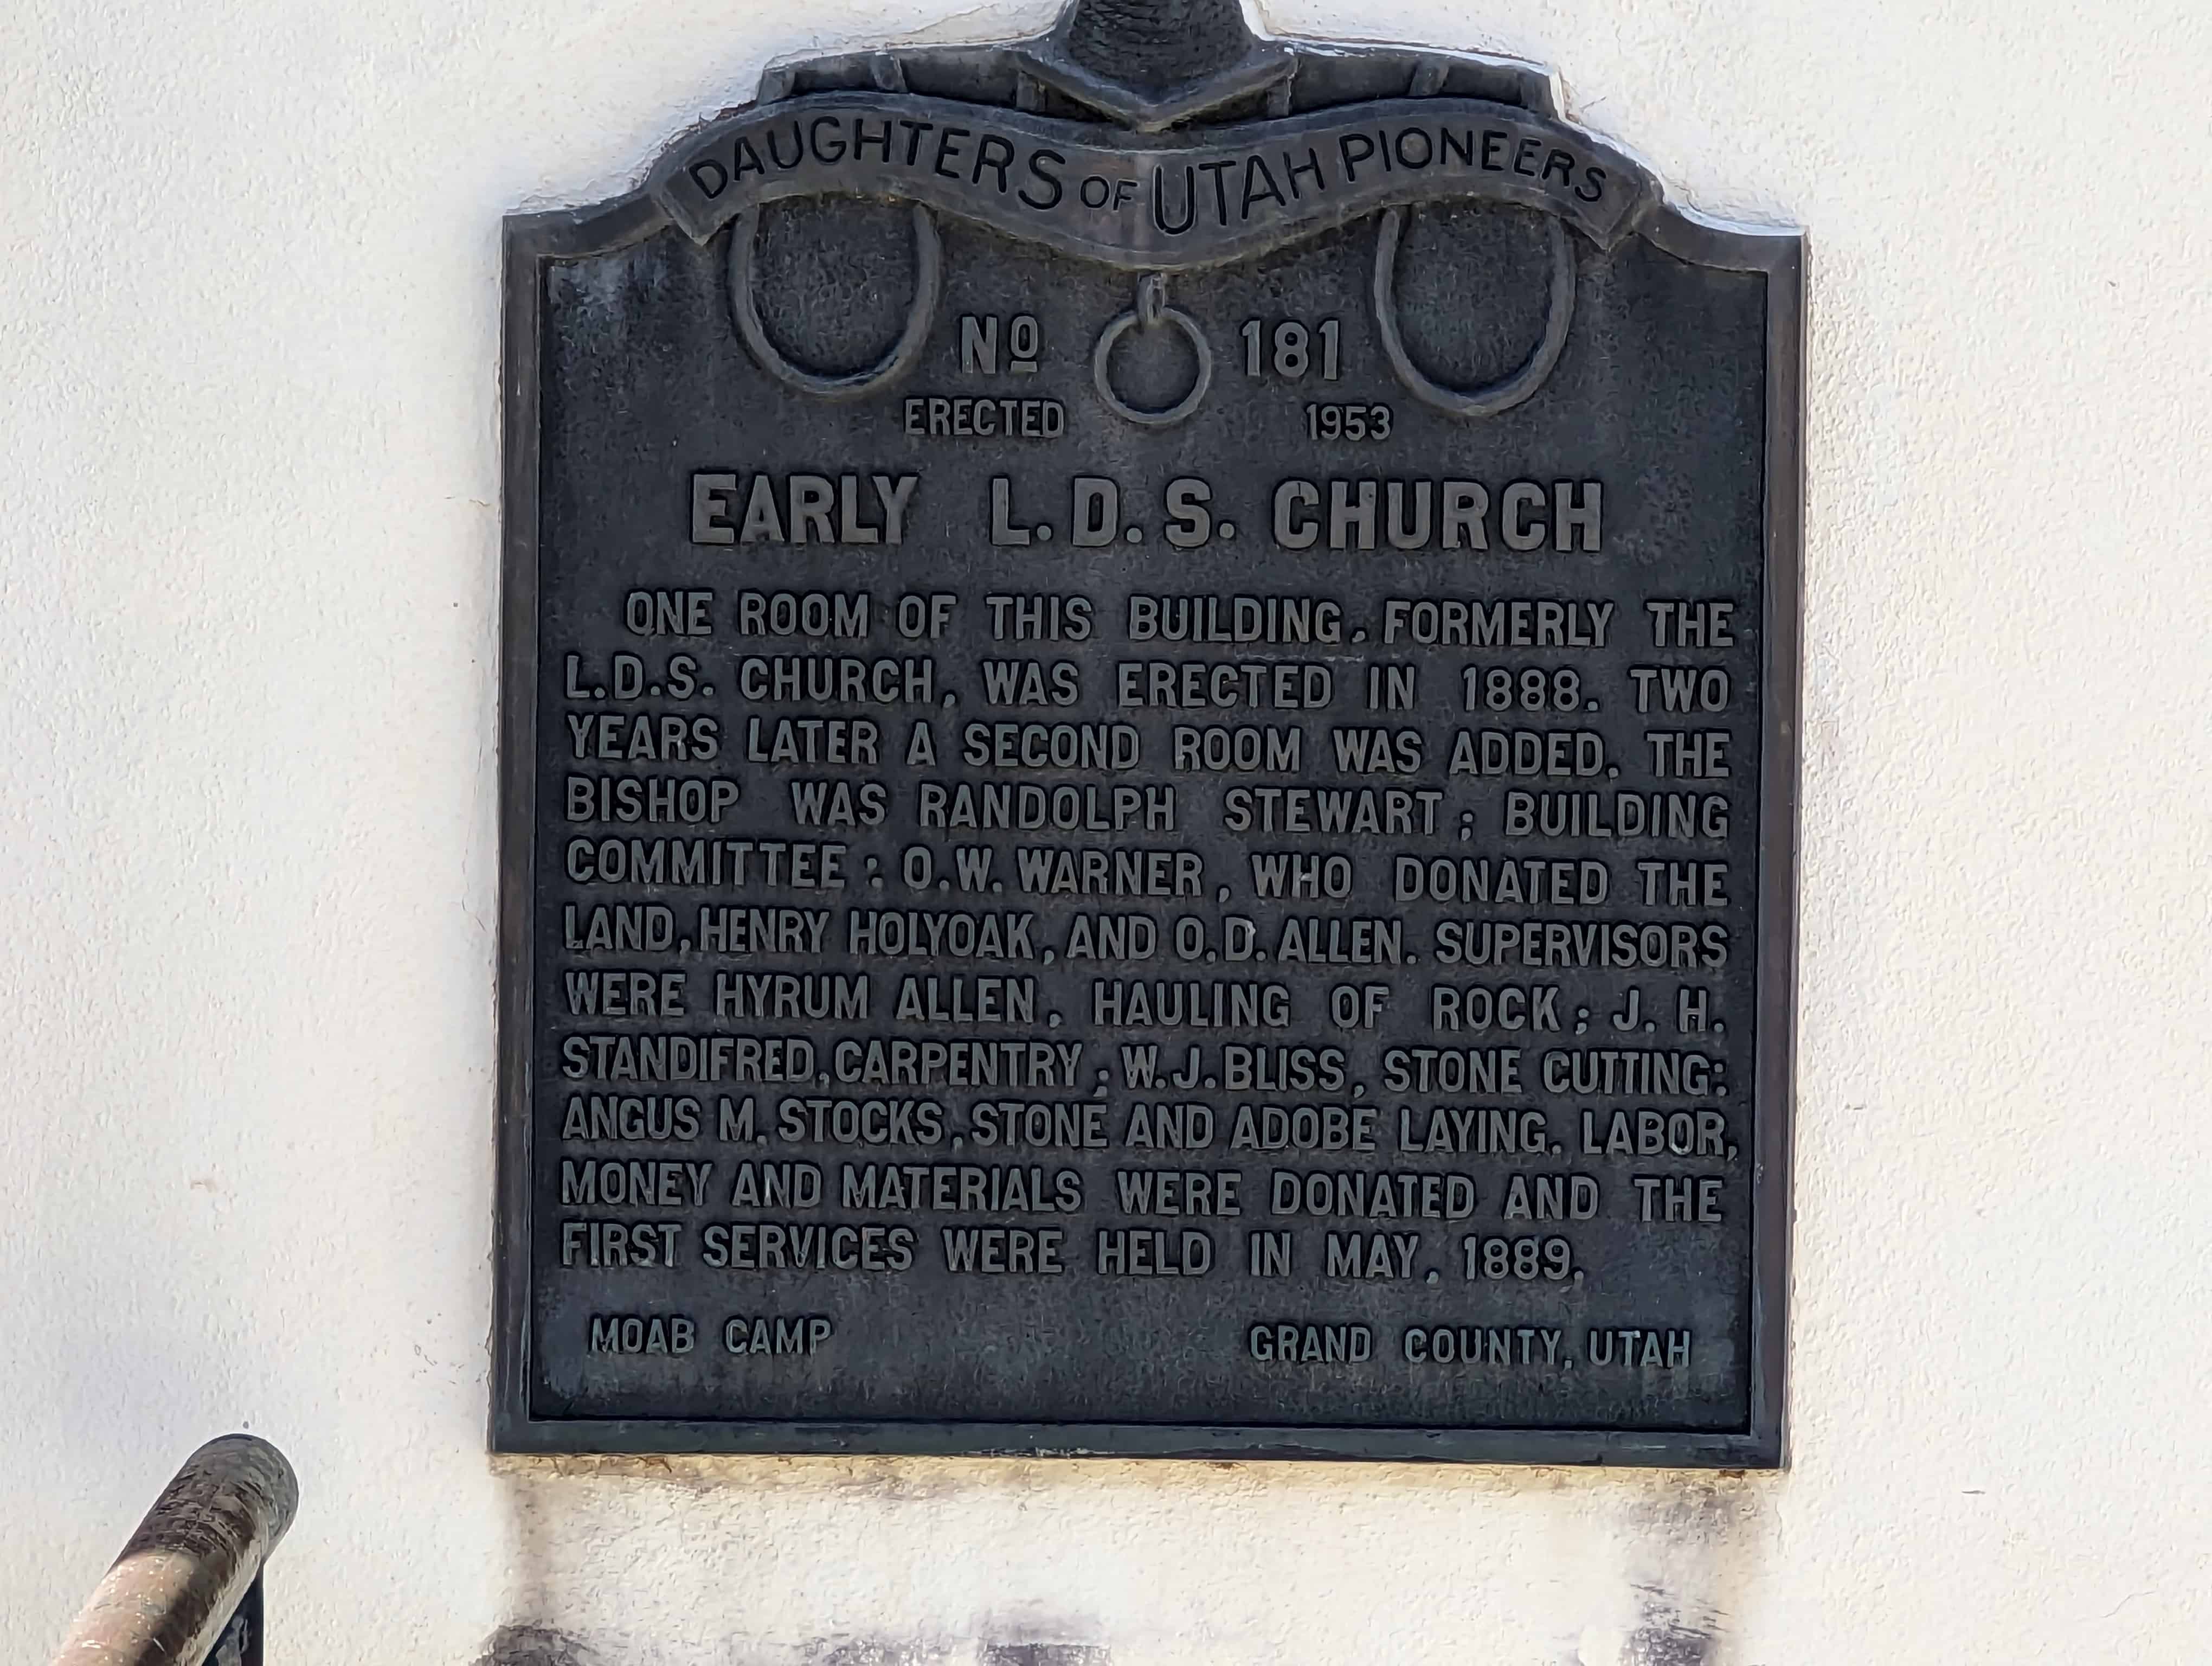 DAUGHTERS OF UTAH PIONEERS
Nº 181
ERECTED 1953
EARLY L.D.S. CHURCH
ONE ROOM OF THIS BUILDING, FORMERLY THE
L.D.S. CHURCH, WAS ERECTED IN 1888. TWO
YEARS LATER A SECOND ROOM WAS ADDED. THE
BISHOP WAS RANDOLPH STEWART; BUILDING
COMMITTEE: O.W. WARNER, WHO DONATED THE
LAND, HENRY HOLYOAK, AND O.D. ALLEN. SUPERVISORS
WERE HYRUM ALLEN, HAULING OF ROCK; J. H.
STANDIFRED, CARPENTRY; W.J. BLISS, STONE CUTTING;
ANGUS M. STOCKS, STONE AND ADOBE LAYING. LABOR,
MONEY AND MATERIALS WERE DONATED AND THE
FIRST SERVICES WERE HELD IN MAY, 1889.
MOAB CAMP GRAND COUNTY, UTAH